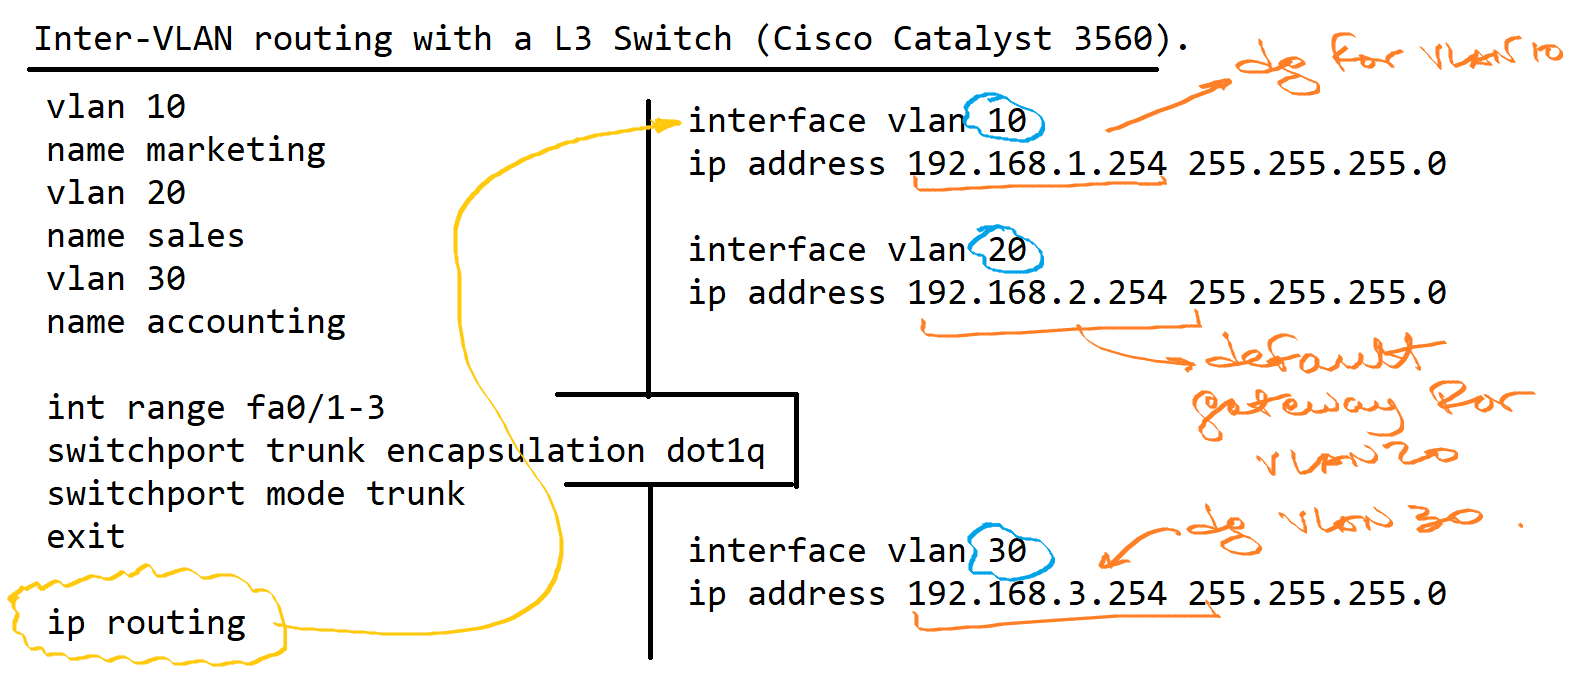 Inter-VLAN routing with a L3 Switch (Cisco Catalyst 3560).
vlan 10
name marketing
vlan 20
name sales
vlan 30
name accounting
int range fa0/1-3
switchport trunk encapsulation dot1q
switchport mode trunk
exit
ip routing
dg for VLAN 10
interface vlan 10
ip address 192.168.1.254 255.255.255.0
interface vlan 20
ip address 192.168.2.254 255.255.255.0
default
gateway for
VLAN 20
dg VLAN 30.
interface vlan 30
ip address 192.168.3.254 255.255.255.0